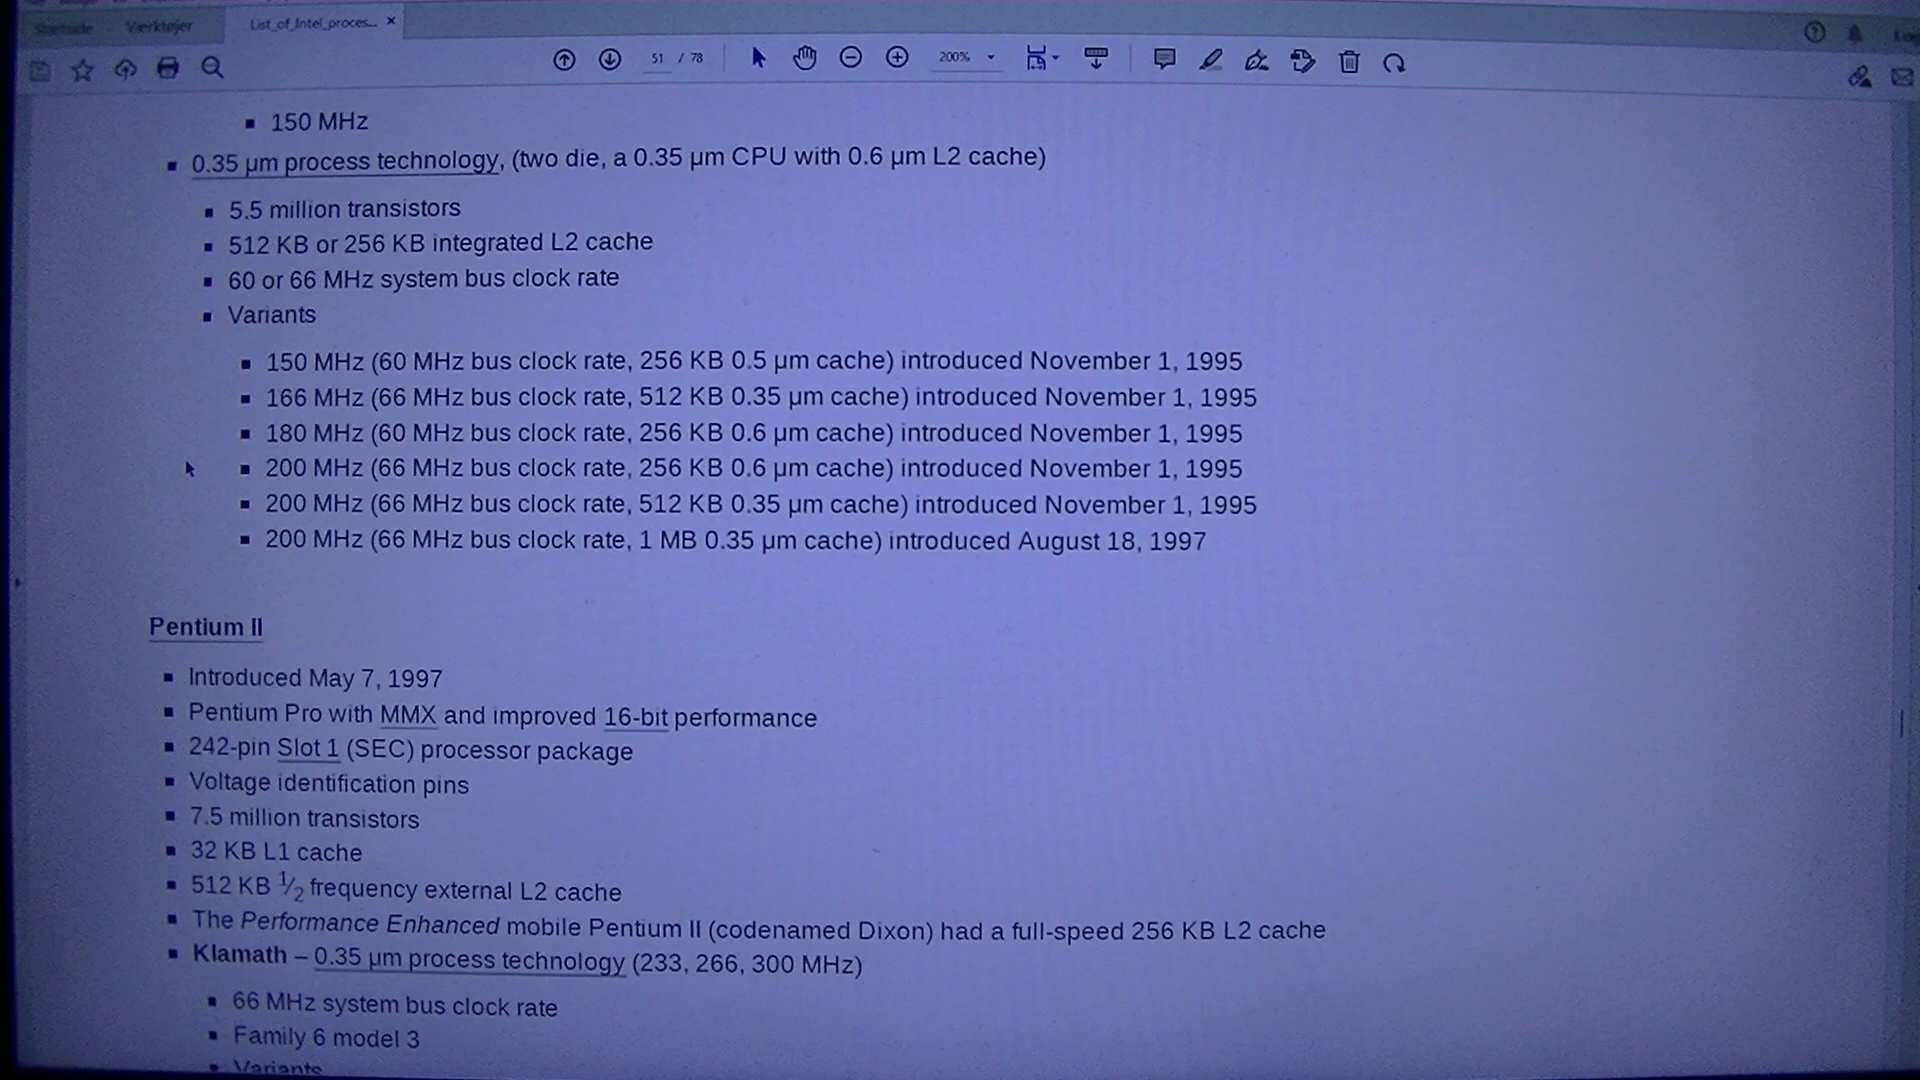 Startside Værktøjer List_of_Intel_proces... ×
51 / 78 200%
150 MHz
0.35 µm process technology, (two die, a 0.35 µm CPU with 0.6 µm L2 cache)
5.5 million transistors
512 KB or 256 KB integrated L2 cache
60 or 66 MHz system bus clock rate
Variants
150 MHz (60 MHz bus clock rate, 256 KB 0.5 µm cache) introduced November 1, 1995
166 MHz (66 MHz bus clock rate, 512 KB 0.35 µm cache) introduced November 1, 1995
180 MHz (60 MHz bus clock rate, 256 KB 0.6 µm cache) introduced November 1, 1995
200 MHz (66 MHz bus clock rate, 256 KB 0.6 µm cache) introduced November 1, 1995
200 MHz (66 MHz bus clock rate, 512 KB 0.35 µm cache) introduced November 1, 1995
200 MHz (66 MHz bus clock rate, 1 MB 0.35 µm cache) introduced August 18, 1997
Pentium II
Introduced May 7, 1997
Pentium Pro with MMX and improved 16-bit performance
242-pin Slot 1 (SEC) processor package
Voltage identification pins
7.5 million transistors
32 KB L1 cache
512 KB 1⁄2 frequency external L2 cache
The Performance Enhanced mobile Pentium II (codenamed Dixon) had a full-speed 256 KB L2 cache
Klamath – 0.35 µm process technology (233, 266, 300 MHz)
66 MHz system bus clock rate
Family 6 model 3
Variants